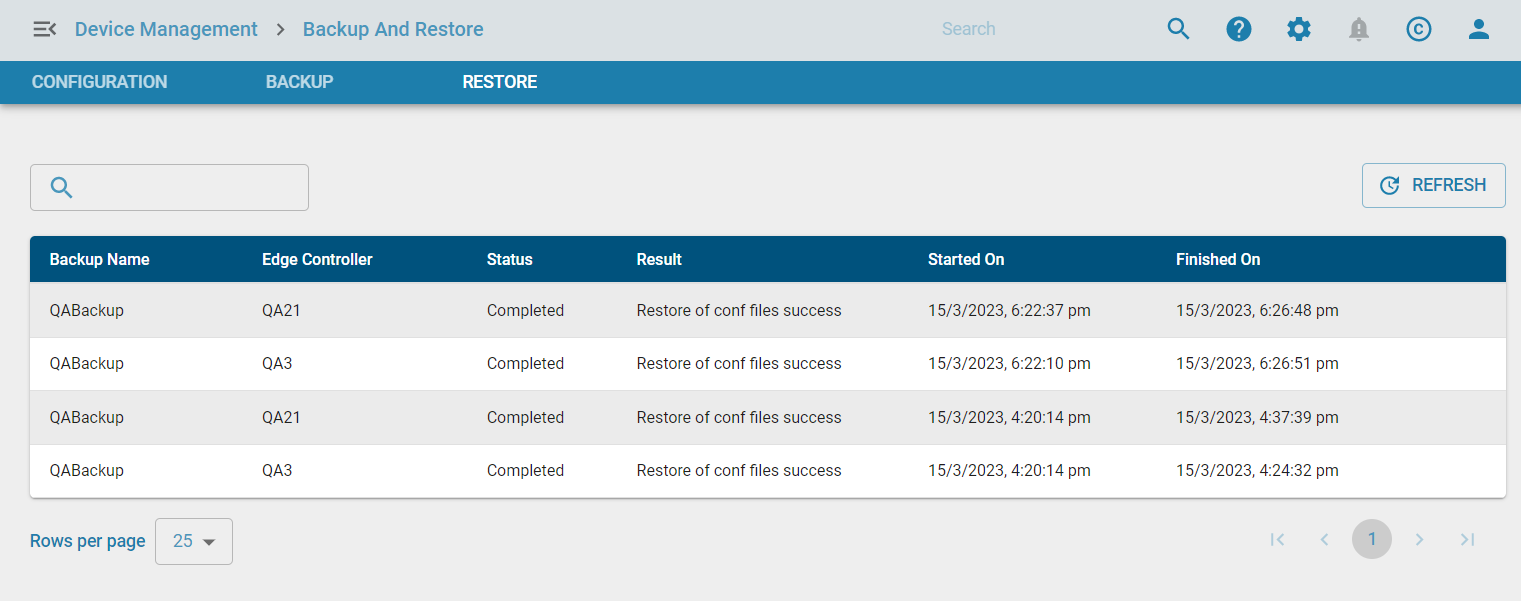 Device Management > Backup And Restore Search
CONFIGURATION BACKUP RESTORE
REFRESH
Backup Name Edge Controller Status Result Started On Finished On
QABackup QA21 Completed Restore of conf files success 15/3/2023, 6:22:37 pm 15/3/2023, 6:26:48 pm
QABackup QA3 Completed Restore of conf files success 15/3/2023, 6:22:10 pm 15/3/2023, 6:26:51 pm
QABackup QA21 Completed Restore of conf files success 15/3/2023, 4:20:14 pm 15/3/2023, 4:37:39 pm
QABackup QA3 Completed Restore of conf files success 15/3/2023, 4:20:14 pm 15/3/2023, 4:24:32 pm
Rows per page 25 1